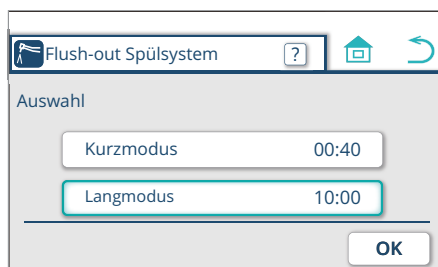 Flush-out Spülsystem ?
Auswahl
Kurzmodus 00:40
Langmodus 10:00
OK